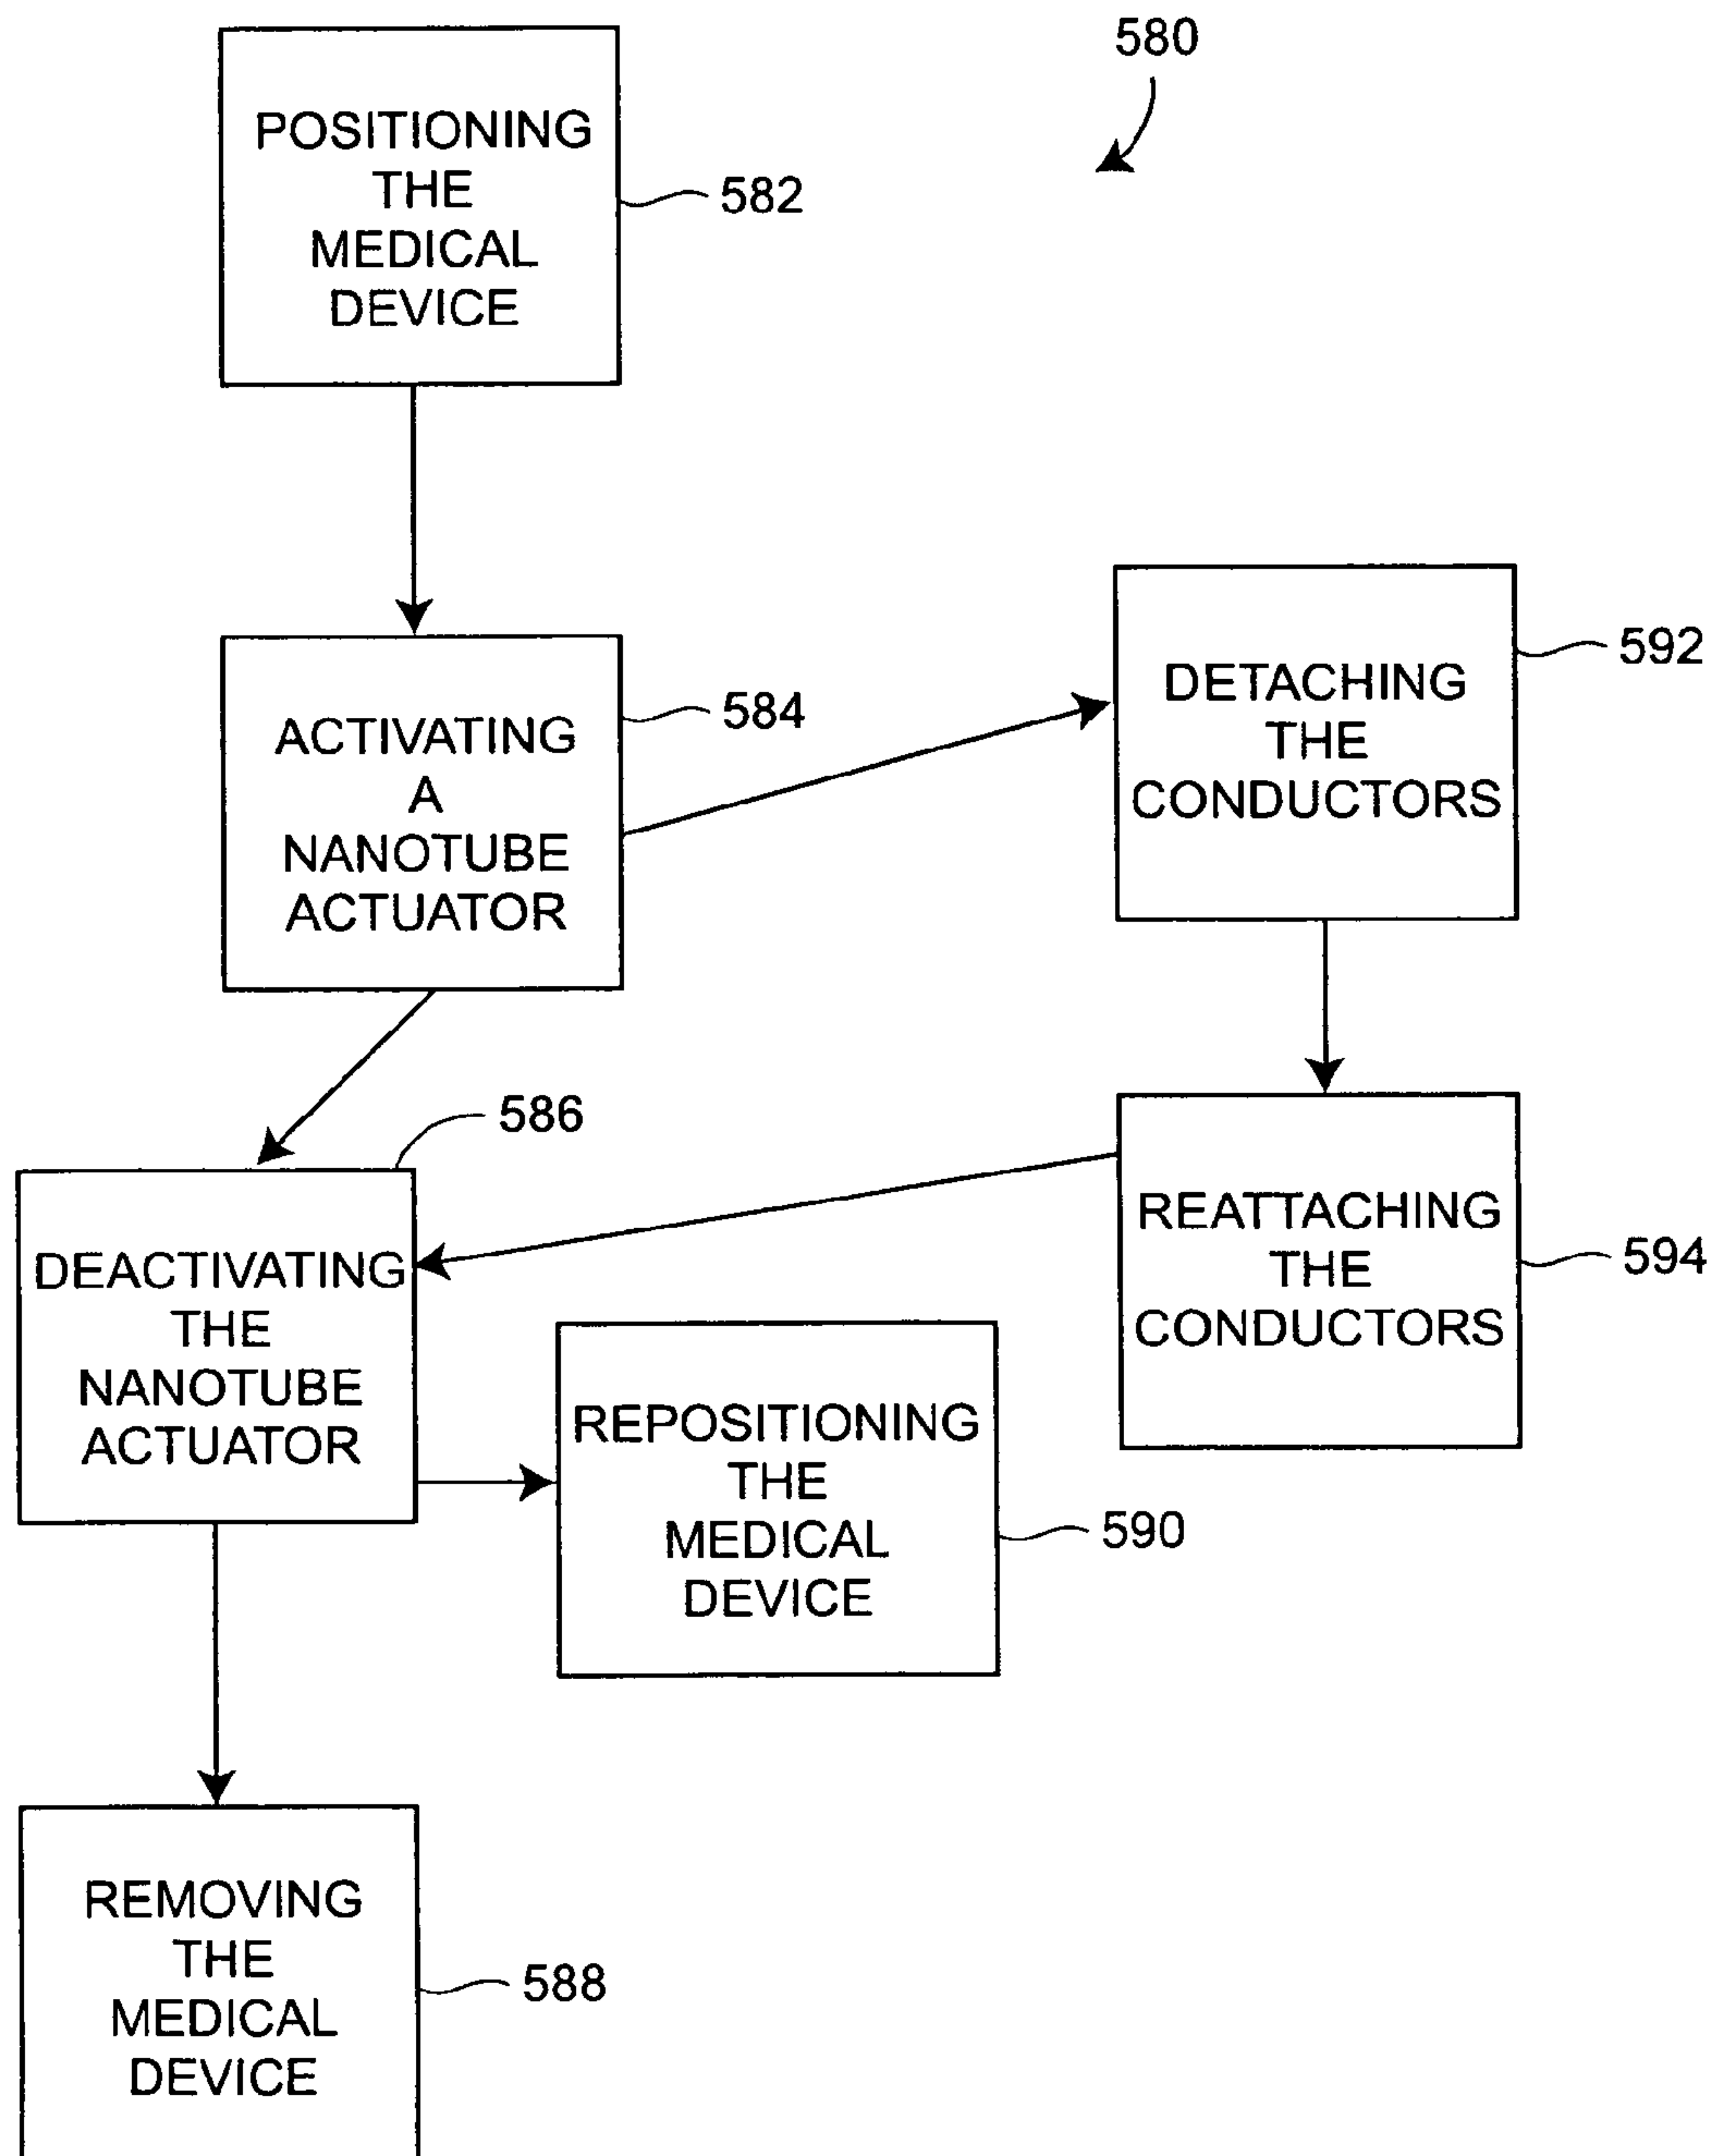 580
POSITIONING
THE
MEDICAL
DEVICE
582
ACTIVATING
A
NANOTUBE
ACTUATOR
584
DETACHING
THE
CONDUCTORS
592
DEACTIVATING
THE
NANOTUBE
ACTUATOR
586
REATTACHING
THE
CONDUCTORS
594
REPOSITIONING
THE
MEDICAL
DEVICE
590
REMOVING
THE
MEDICAL
DEVICE
588